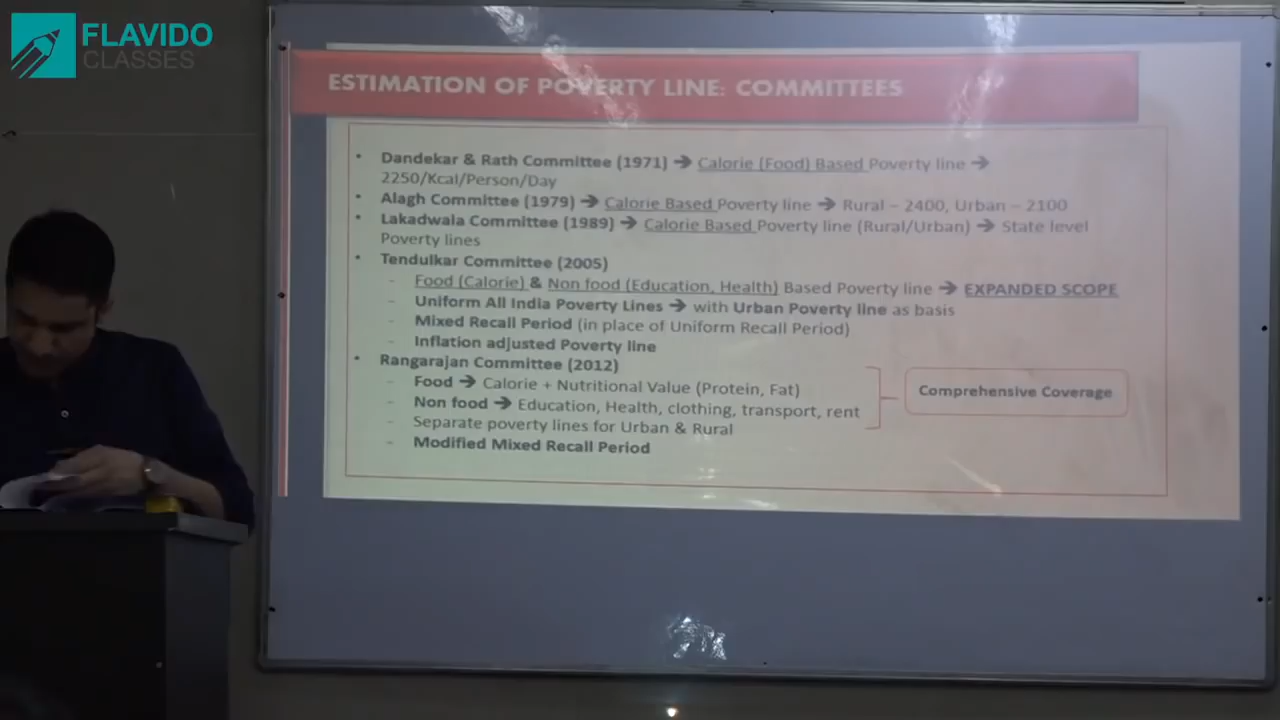 FLAVIDO
CLASSES
ESTIMATION OF POVERTY LINE: COMMITTEES
• Dandekar & Rath Committee (1971) → Calorie (Food) Based Poverty line →
2250/Kcal/Person/Day
• Alagh Committee (1979) → Calorie Based Poverty line → Rural – 2400, Urban – 2100
• Lakadwala Committee (1989) → Calorie Based Poverty line (Rural/Urban) → State level
Poverty lines
• Tendulkar Committee (2005)
- Food (Calorie) & Non food (Education, Health) Based Poverty line → EXPANDED SCOPE
- Uniform All India Poverty Lines → with Urban Poverty line as basis
- Mixed Recall Period (in place of Uniform Recall Period)
- Inflation adjusted Poverty line
• Rangarajan Committee (2012)
- Food → Calorie + Nutritional Value (Protein, Fat)
- Non food → Education, Health, clothing, transport, rent
- Separate poverty lines for Urban & Rural
- Modified Mixed Recall Period
Comprehensive Coverage